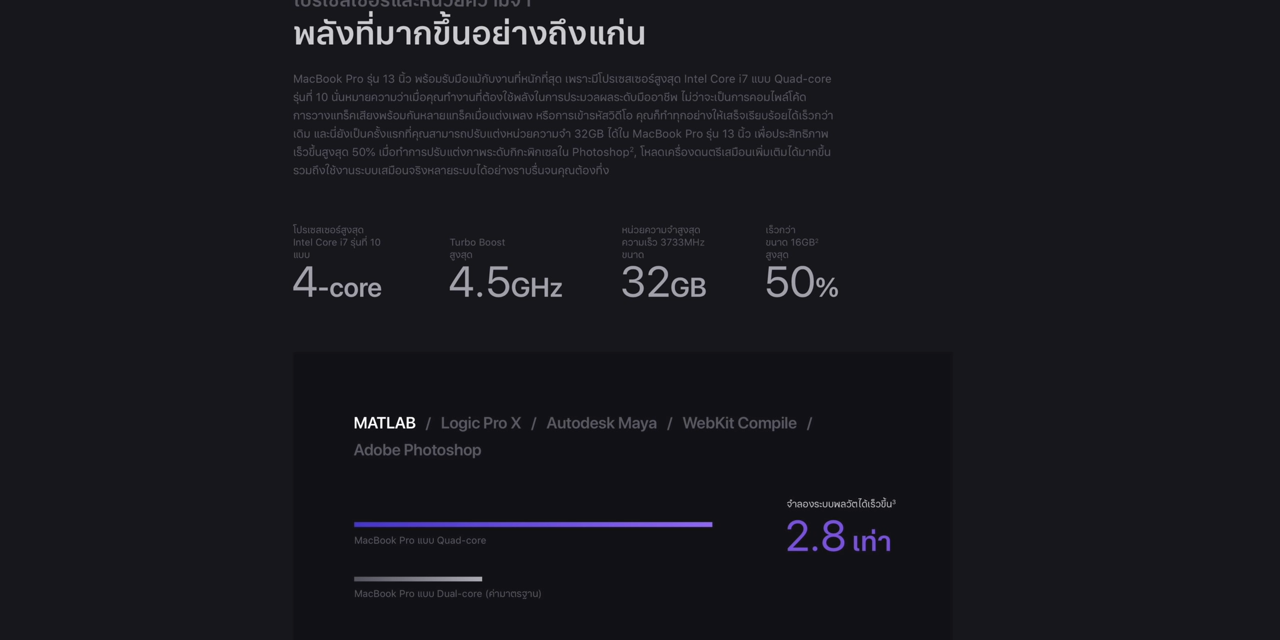 โปรเซสเซอร์และหน่วยความจำ
พลังที่มากขึ้นอย่างถึงแก่น
MacBook Pro รุ่น 13 นิ้ว พร้อมรับมือแม้กับงานที่หนักที่สุด เพราะมีโปรเซสเซอร์สูงสุด Intel Core i7 แบบ Quad-core
รุ่นที่ 10 นั่นหมายความว่าเมื่อคุณทำงานที่ต้องใช้พลังในการประมวลผลระดับมืออาชีพ ไม่ว่าจะเป็นการคอมไพล์โค้ด
การวางแทร็คเสียงพร้อมกันหลายแทร็คเมื่อแต่งเพลง หรือการเข้ารหัสวิดีโอ คุณก็ทำทุกอย่างให้เสร็จเรียบร้อยได้เร็วกว่า
เดิม และนี่ยังเป็นครั้งแรกที่คุณสามารถปรับแต่งหน่วยความจำ 32GB ได้ใน MacBook Pro รุ่น 13 นิ้ว เพื่อประสิทธิภาพ
เร็วขึ้นสูงสุด 50% เมื่อทำการปรับแต่งภาพระดับกิกะพิกเซลใน Photoshop², โหลดเครื่องดนตรีเสมือนเพิ่มเติมได้มากขึ้น
รวมถึงใช้งานระบบเสมือนจริงหลายระบบได้อย่างราบรื่นจนคุณต้องทึ่ง
โปรเซสเซอร์สูงสุด
Intel Core i7 รุ่นที่ 10
แบบ
4-core
Turbo Boost
สูงสุด
4.5GHz
หน่วยความจำสูงสุด
ความเร็ว 3733MHz
ขนาด
32GB
เร็วกว่า
ขนาด 16GB²
สูงสุด
50%
MATLAB / Logic Pro X / Autodesk Maya / WebKit Compile /
Adobe Photoshop
จำลองระบบพลวัตได้เร็วขึ้น³
2.8 เท่า
MacBook Pro แบบ Quad-core
MacBook Pro แบบ Dual-core (ค่ามาตรฐาน)